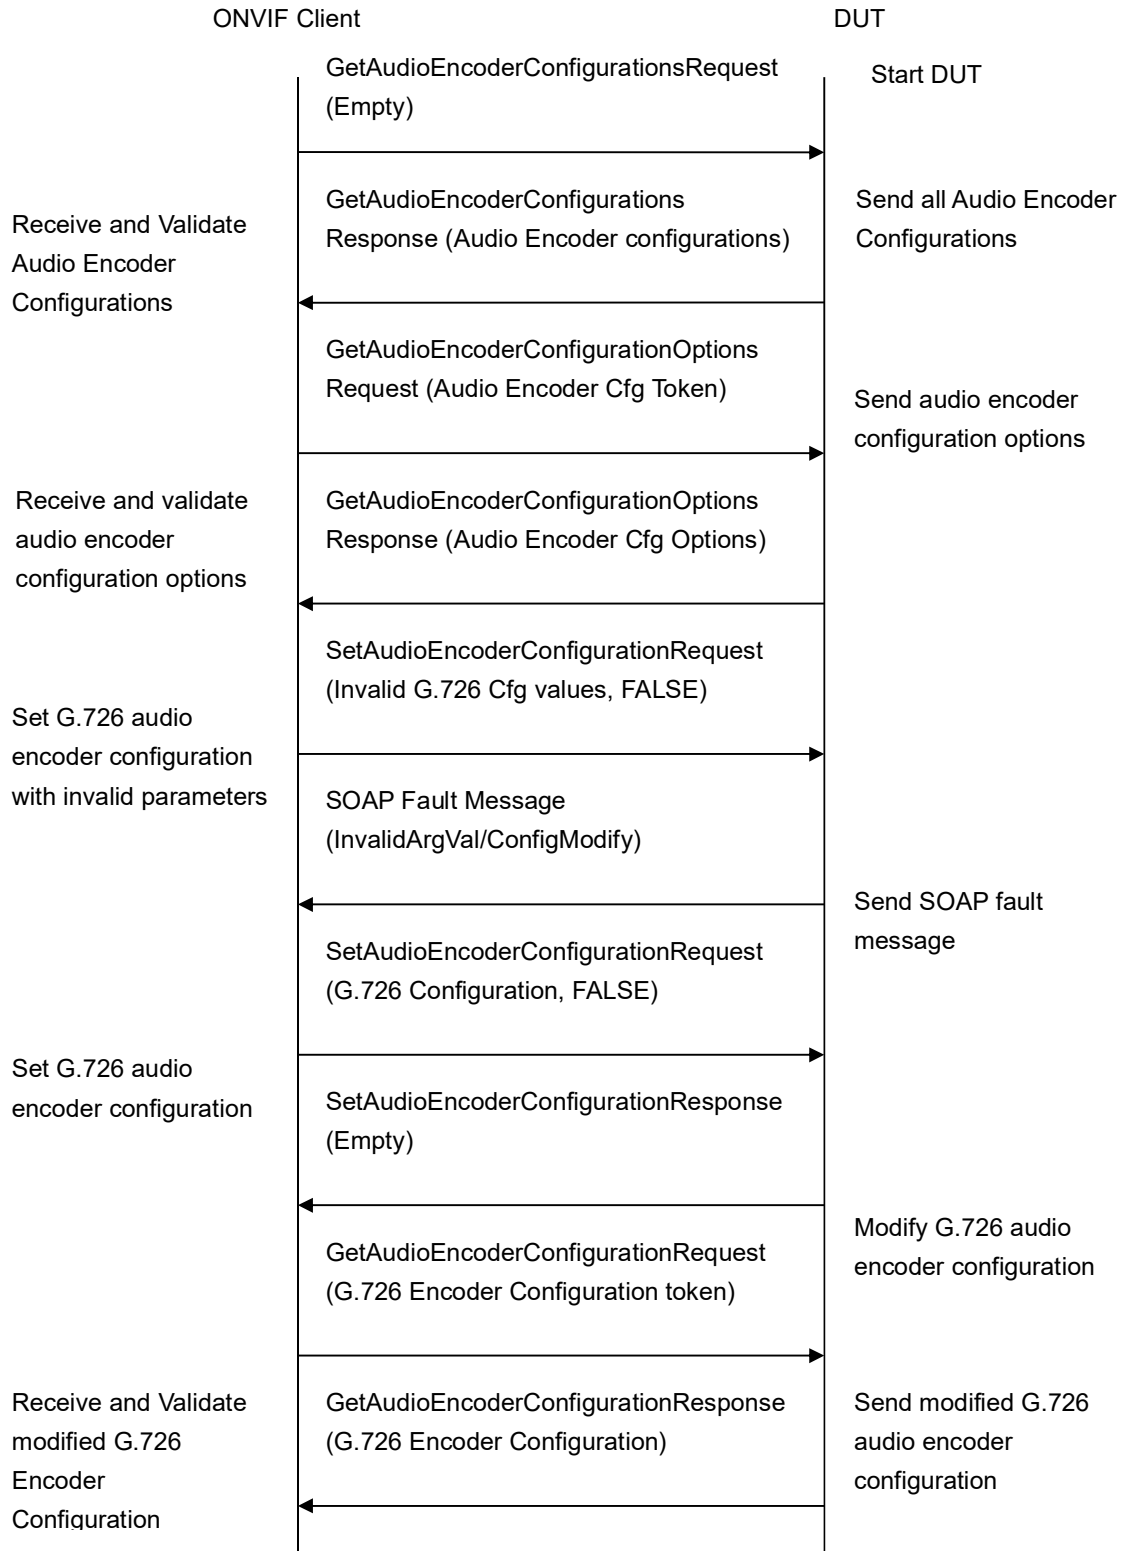 ONVIF Client
DUT
GetAudioEncoderConfigurationsRequest
(Empty)
Start DUT
GetAudioEncoderConfigurations
Response (Audio Encoder configurations)
Send all Audio Encoder
Configurations
Receive and Validate
Audio Encoder
Configurations
GetAudioEncoderConfigurationOptions
Request (Audio Encoder Cfg Token)
Send audio encoder
configuration options
Receive and validate
audio encoder
configuration options
GetAudioEncoderConfigurationOptions
Response (Audio Encoder Cfg Options)
SetAudioEncoderConfigurationRequest
(Invalid G.726 Cfg values, FALSE)
Set G.726 audio
encoder configuration
with invalid parameters
SOAP Fault Message
(InvalidArgVal/ConfigModify)
Send SOAP fault
message
SetAudioEncoderConfigurationRequest
(G.726 Configuration, FALSE)
Set G.726 audio
encoder configuration
SetAudioEncoderConfigurationResponse
(Empty)
Modify G.726 audio
encoder configuration
GetAudioEncoderConfigurationRequest
(G.726 Encoder Configuration token)
Receive and Validate
modified G.726
Encoder
Configuration
GetAudioEncoderConfigurationResponse
(G.726 Encoder Configuration)
Send modified G.726
audio encoder
configuration